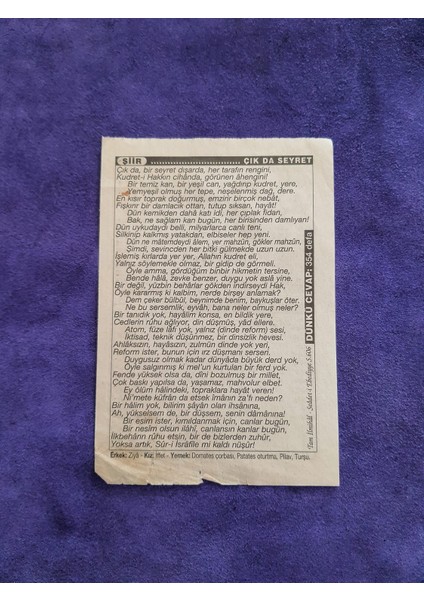 ŞİİR .......................... ÇIK DA SEYRET
Çık da, bir seyret dışarda, her tarafın rengini,
Kudret-i Hakkın cihânda, görünen âhengini!
Bir temiz kan, bir yeşil can, yağdırıp kudret, yere,
Yemyeşil olmuş her tepe, neşelenmiş dağ, dere.
En kısır toprak doğurmuş, emzirir birçok nebât,
Fışkırır bir damlacık ottan, tutup sıksan, hayât!
Dün kemikden dahâ katı idi, her çıplak fidan,
Bak, ne sağlam kan bugün, her birisinden damlıyan!
Dün uykudaydı belli, milyarlarca canlı teni,
Silkinip kalkmış yatakdan, elbiseler hep yeni.
Dün ne mâtemdeydi âlem, yer mahzûn, gökler mahzûn,
Şimdi, sevincden her bitki gülmekde uzun uzun.
İşlemiş kırlarda yer yer, Allahın kudret eli,
Yalnız söylemekle olmaz, bir gidip de görmeli.
Öyle amma, gördüğüm binbir hikmetin tersine,
Bende hâlâ, zevke benzer, duygu yok aslâ yine.
Bir değil, yüzbin behârlar gökden indirseydi Hak,
Öyle kararmış ki kalbim, nerde birşey anlamak?
Dem çeker bülbül, beynimde benim, baykuşlar öter.
Ne bu sersemlik, eyvâh, bana neler olmuş neler?
Bir tanıdık yok, hayâlim konsa, en bildik yere,
Cedlerin rûhu ağlıyor, din düşmüş, yâd ellere.
Atom, füze lâfı yok, yalnız (dinde reform) sesi,
İktisad, teknik düşünmez, bir dinsizlik hevesi.
Ahlâksızın, hayâsızın, zulmün dinde yok yeri,
Reform ister, bunun için ırz düşmanı serseri.
Duygusuz olmak kadar dünyâda büyük derd yok,
Öyle salgınmış ki mel'un kurtulan bir ferd yok.
Fende yüksek olsa da, dîni bozulmuş bir millet,
Çok baskı yapılsa da, yaşamaz, mahvolur elbet.
Ey ölüm hâlindeki, topraklara hayât veren!
Ni'mete küfrân da etsek îmânın za'fı neden?
Bir hâlim yok, bilirim şâyân olan ihsânına,
Ah, yükselsem de, bir düşsem, senin dâmânına!
Bir eşim ister, kımıldanmak için, canlar bugün,
Bir neslim olsun ilâhî, canlansın kanlar bugün,
İlkbehârın rûhu etsin, bir de bizlerden zuhûr,
Yoksa artık, Sûr-i İsrâfîle mi kaldı nüşûr!
Erkek: Ziyâ - Kız: İffet - Yemek: Domates çorbası, Patates oturtmu, Pilav, Turşu,
DÜNKÜ CEVAP: 354 defa